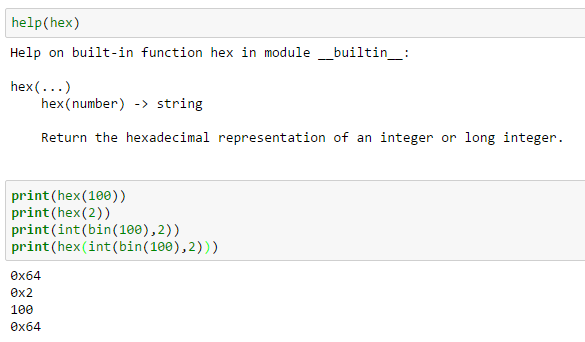 help(hex)
Help on built-in function hex in module __builtin__:
hex(...)
hex(number) -> string
Return the hexadecimal representation of an integer or long integer.
print(hex(100))
print(hex(2))
print(int(bin(100),2))
print(hex(int(bin(100),2)))
0x64
0x2
100
0x64